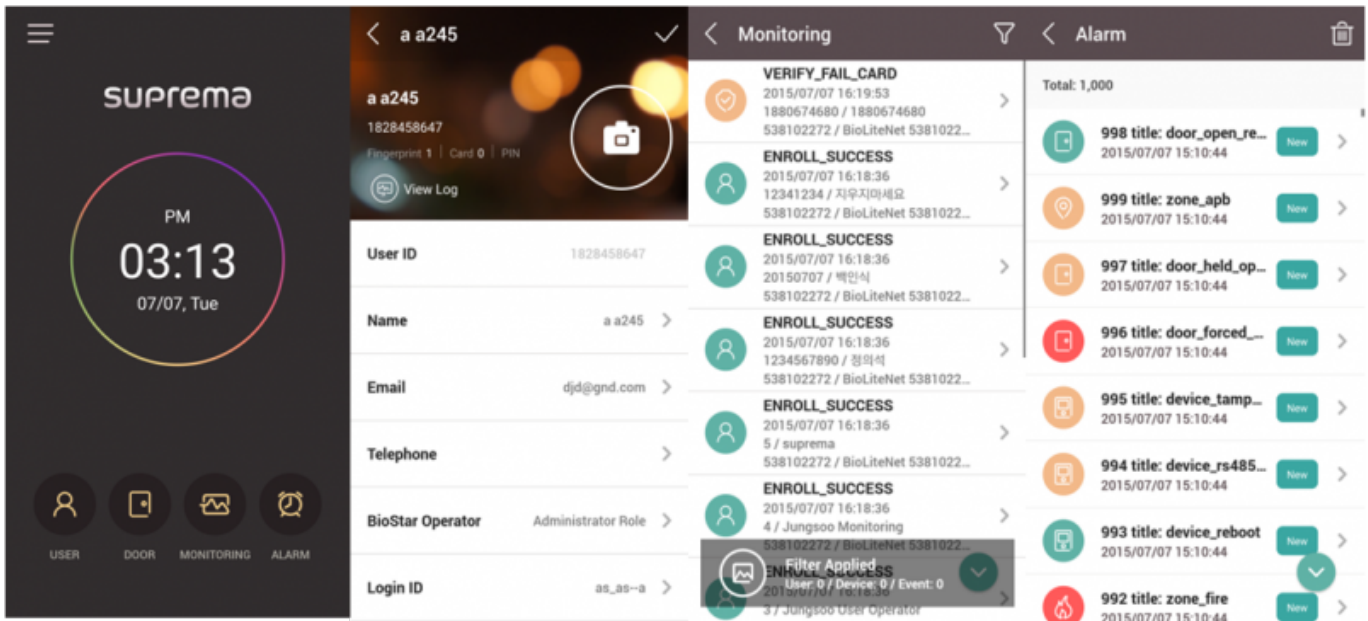 suprema
PM
03:13
07/07, Tue
USER
DOOR
MONITORING
ALARM
a a245
a a245
1828458647
Fingerprint 1 | Card 0 | PIN
View Log
User ID 1828458647
Name a a245
Email djd@gnd.com
Telephone
BioStar Operator Administrator Role
Login ID as_as--a
Monitoring
VERIFY_FAIL_CARD
2015/07/07 16:19:53
1880674680 / 1880674680
538102272 / BioLiteNet 5381022...
ENROLL_SUCCESS
2015/07/07 16:18:36
12341234 / 지우지마세요
538102272 / BioLiteNet 5381022...
ENROLL_SUCCESS
2015/07/07 16:18:36
20150707 / 백인식
538102272 / BioLiteNet 5381022...
ENROLL_SUCCESS
2015/07/07 16:18:36
1234567890 / 정의석
538102272 / BioLiteNet 5381022...
ENROLL_SUCCESS
2015/07/07 16:18:36
5 / suprema
538102272 / BioLiteNet 5381022...
ENROLL_SUCCESS
2015/07/07 16:18:36
4 / Jungsoo Monitoring
538102272 / BioLiteNet 5381022...
Filter Applied
ENROLL_SUCCESS
User: 0 / Device: 0 / Event: 0
2015/07/07 16:18:36
3 / Jungsoo User Operator
Alarm
Total: 1,000
998 title: door_open_re...
2015/07/07 15:10:44
New
999 title: zone_apb
2015/07/07 15:10:44
New
997 title: door_held_op...
2015/07/07 15:10:44
New
996 title: door_forced_...
2015/07/07 15:10:44
New
995 title: device_tamp...
2015/07/07 15:10:44
New
994 title: device_rs485...
2015/07/07 15:10:44
New
993 title: device_reboot
2015/07/07 15:10:44
New
992 title: zone_fire
2015/07/07 15:10:44
New